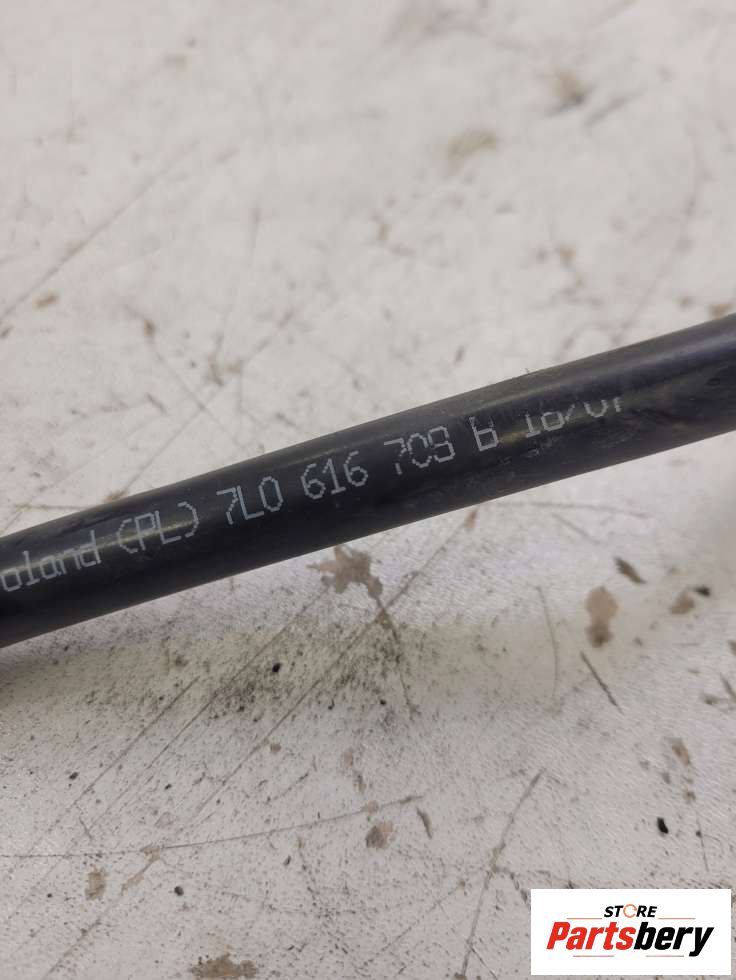 oland (PL) 7L0 616 709 B
STORE
Partsbery